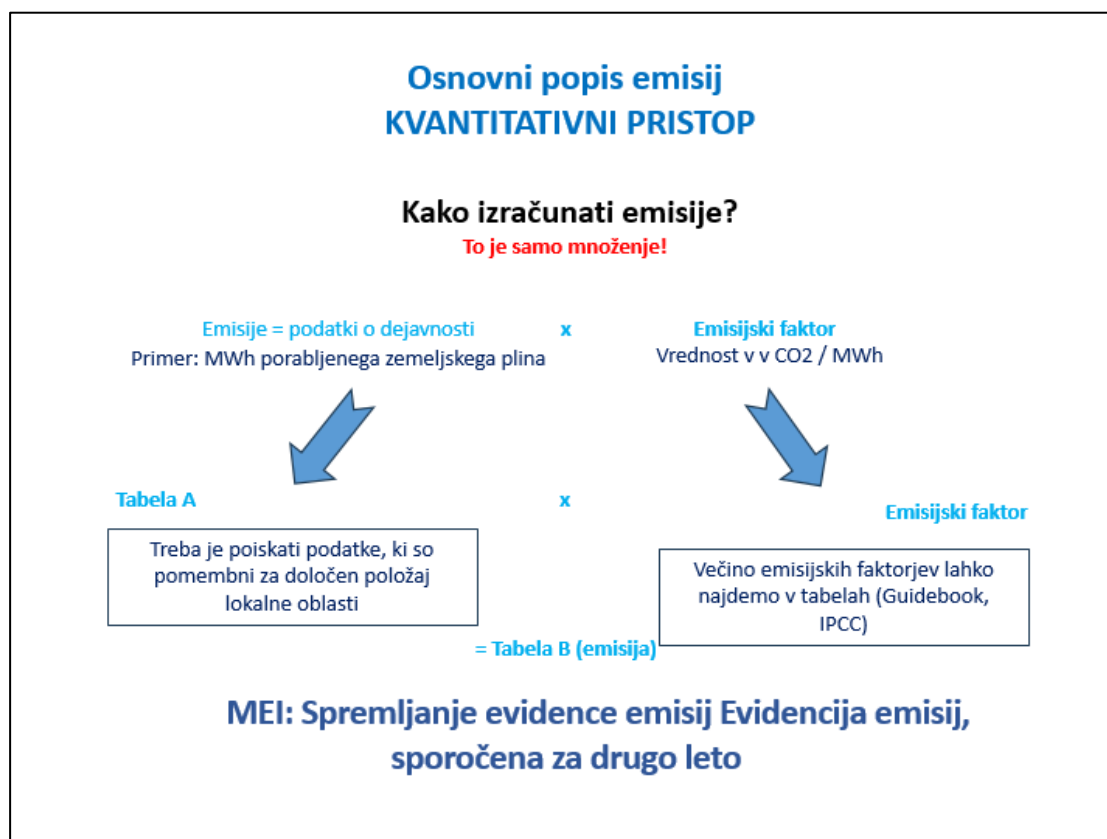 Osnovni popis emisij
KVANTITATIVNI PRISTOP
Kako izračunati emisije?
To je samo množenje!
Emisije = podatki o dejavnosti x Emisijski faktor
Primer: MWh porabljenega zemeljskega plina Vrednost v v CO2 / MWh
Tabela A x Emisijski faktor
Treba je poiskati podatke, ki so
pomembni za določen položaj
lokalne oblasti
Večino emisijskih faktorjev lahko
najdemo v tabelah (Guidebook,
IPCC)
= Tabela B (emisija)
MEI: Spremljanje evidence emisij Evidencija emisij,
sporočena za drugo leto